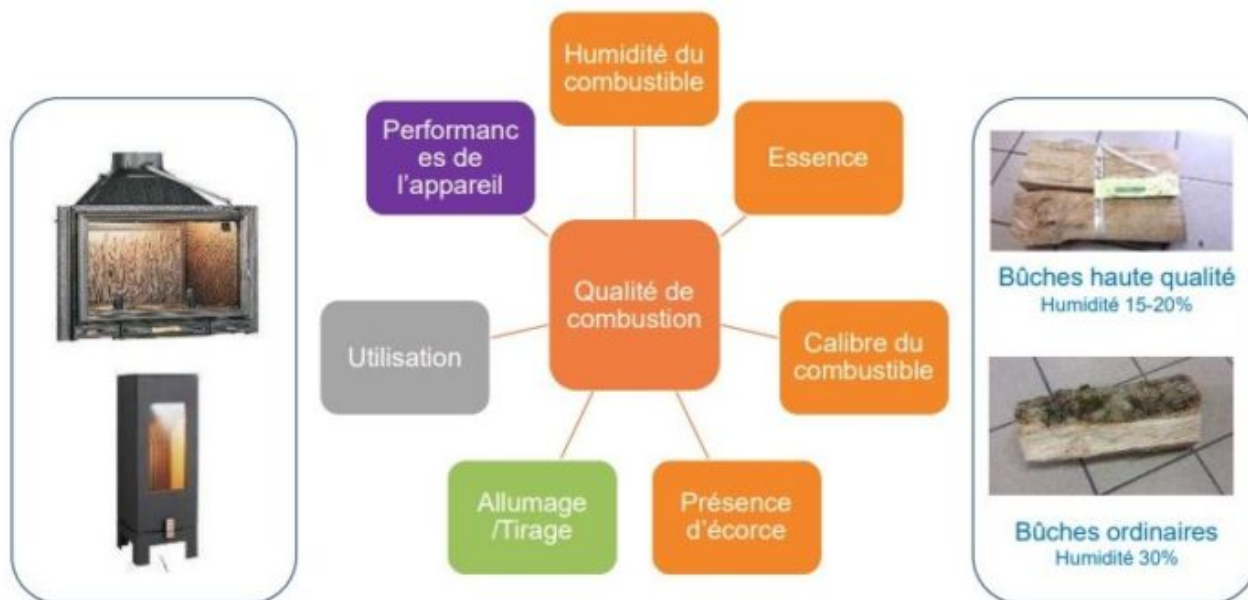 Humidité du
combustible
Performanc
es de
l'appareil
Essence
Qualité de
combustion
Utilisation
Calibre du
combustible
Allumage
/Tirage
Présence
d'écorce
Bûches haute qualité
Humidité 15-20%
Bûches ordinaires
Humidité 30%